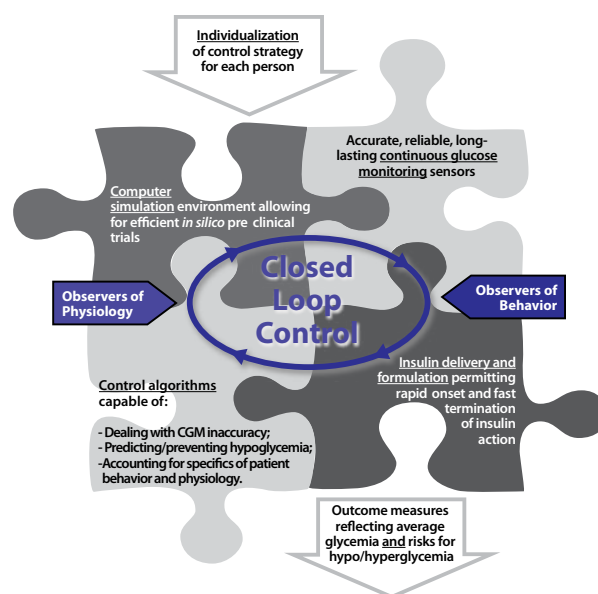 Individualization
of control strategy
for each person
Accurate, reliable, long-
lasting continuous glucose
monitoring sensors
Computer
simulation environment allowing
for efficient in silico pre clinical
trials
Closed
Loop
Control
Observers of
Physiology
Observers of
Behavior
Control algorithms
capable of:
- Dealing with CGM inaccuracy;
- Predicting/preventing hypoglycemia;
-Accounting for specifics of patient
behavior and physiology.
Insulin delivery and
formulation permitting
rapid onset and fast
termination
of insulin
action
Outcome measures
reflecting average
glycemia and risks for
hypo/hyperglycemia